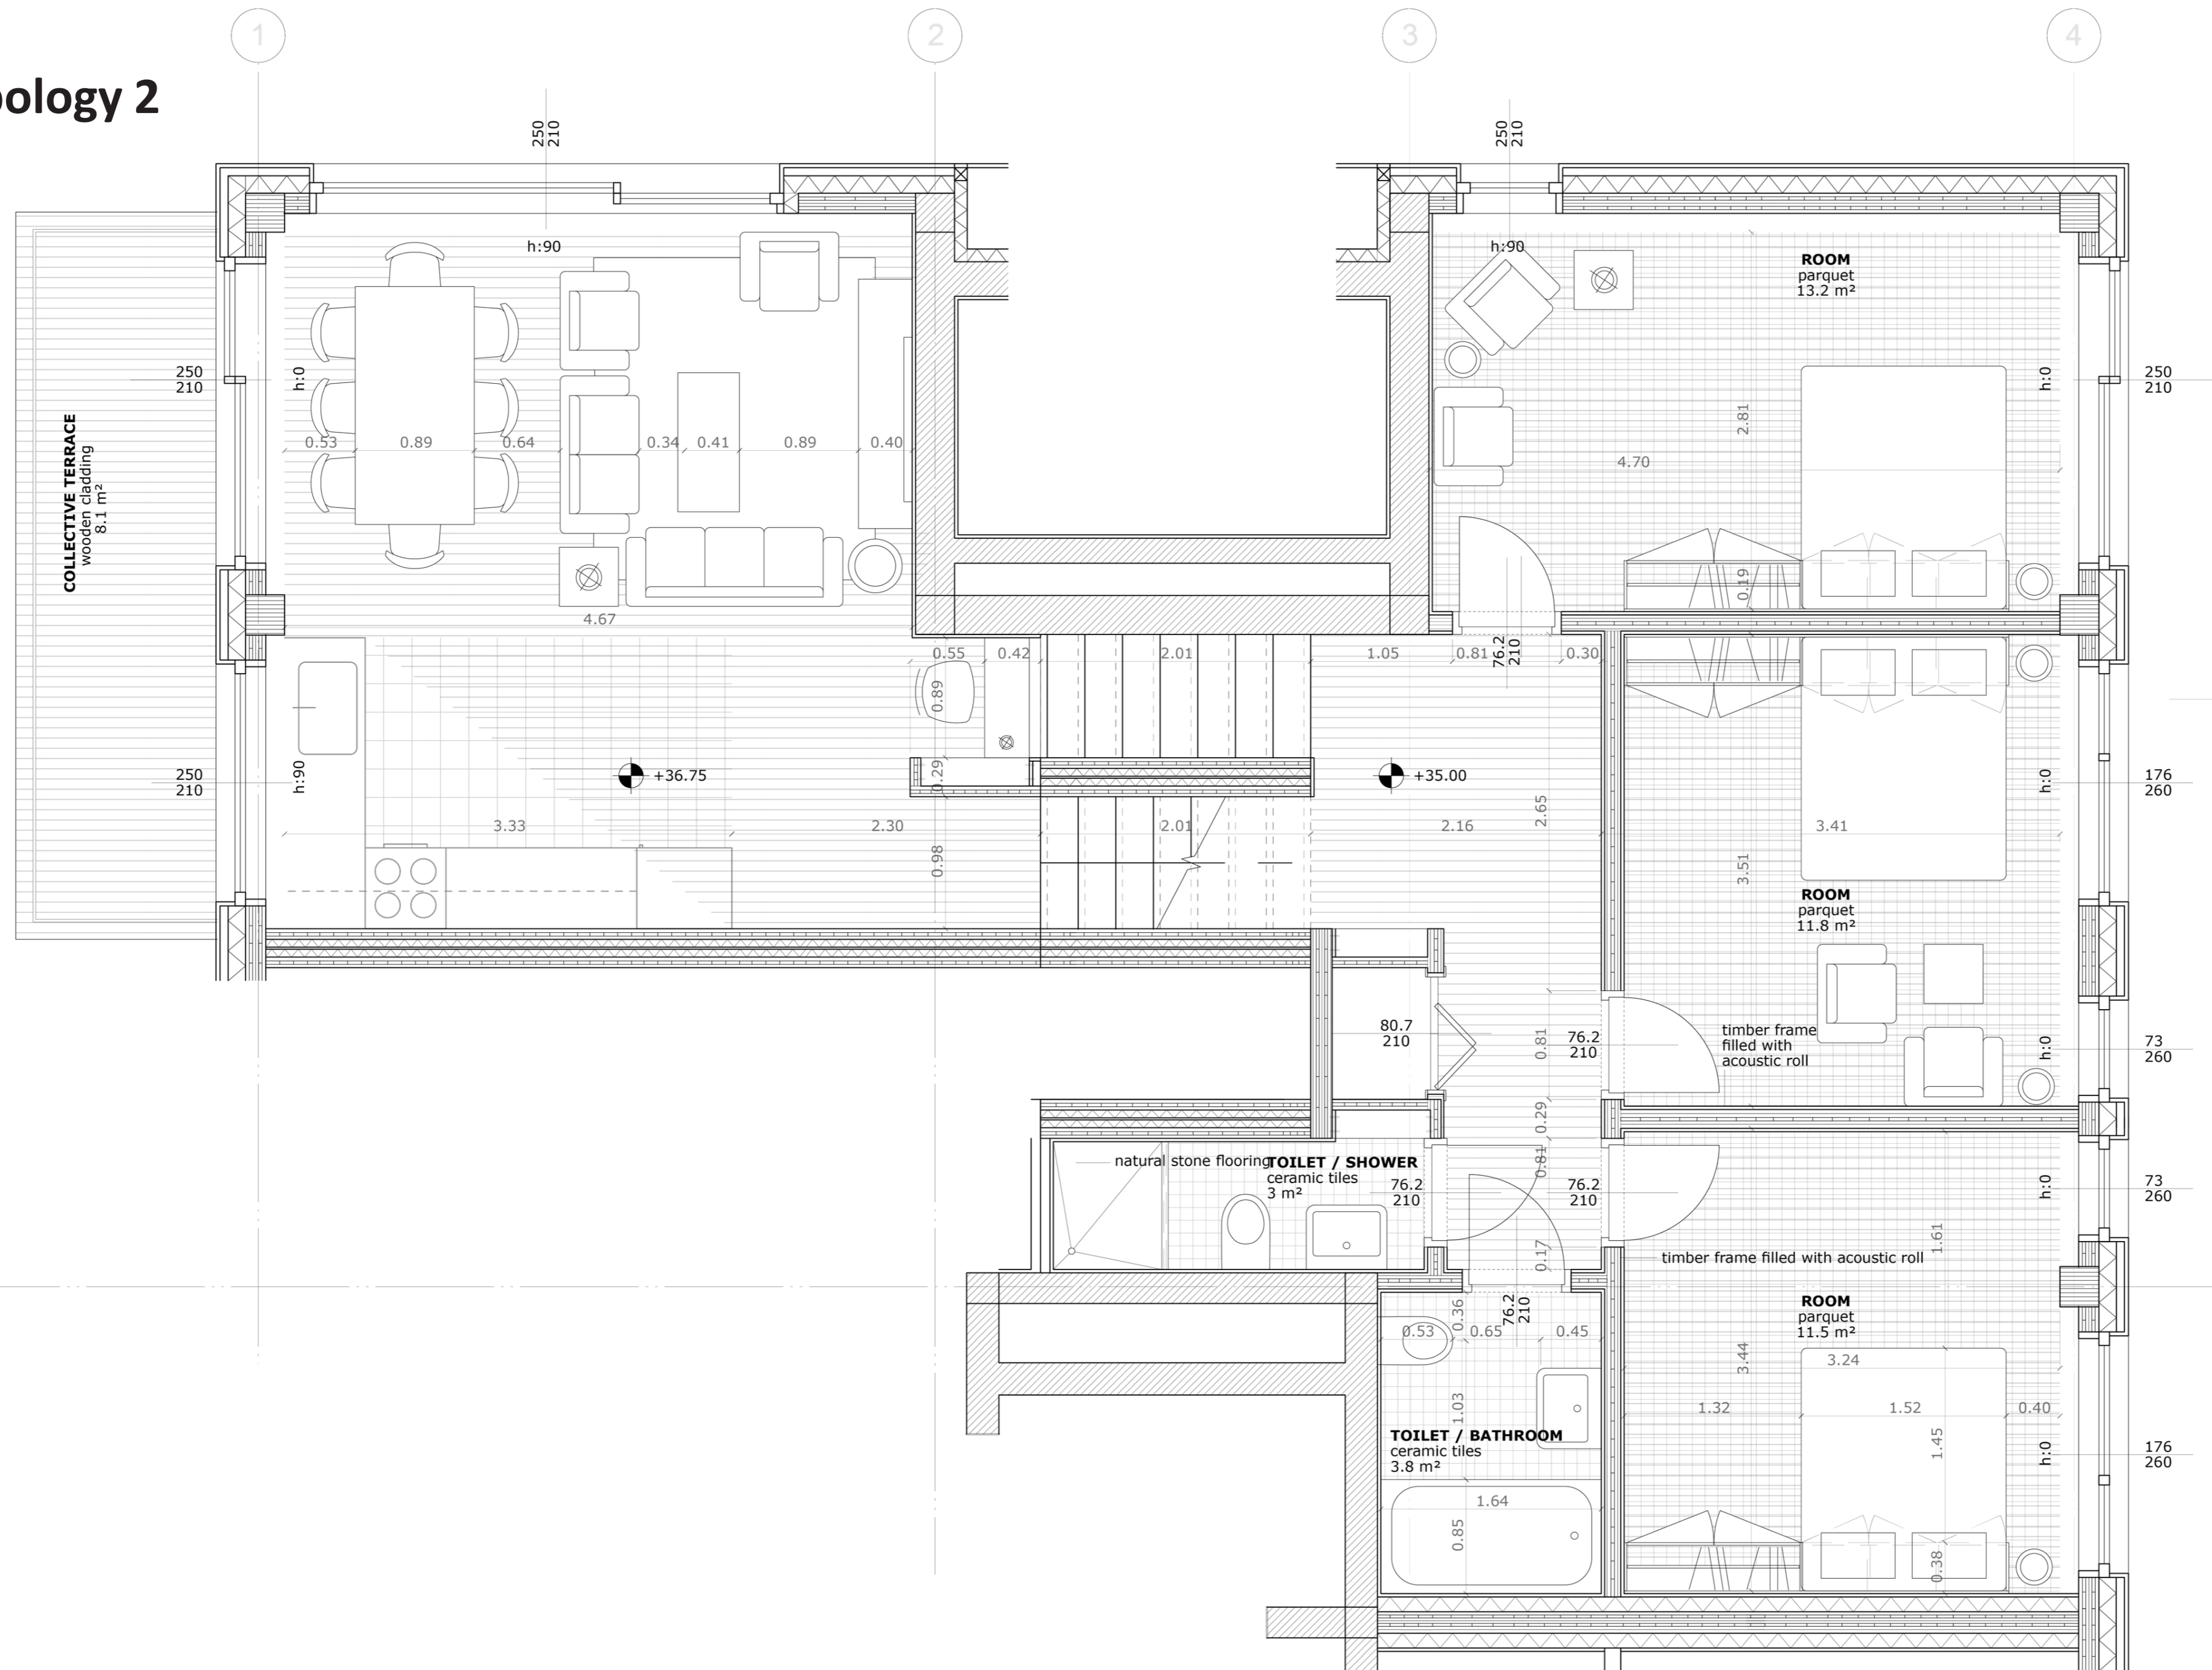 1
2
3
4
ology 2
250
210
250
210
h:90
h:90
ROOM
parquet
13.2 m²
250
210
h:0
h:0
250
210
COLLECTIVE TERRACE
wooden cladding
8.1 m²
0.53
0.89
0.64
0.34
0.41
0.89
0.40
2.81
4.70
0.19
4.67
0.55
0.42
2.01
1.05
0.81
76.2
210
0.30
0.89
250
210
h:90
+36.75
0.29
+35.00
h:0
176
260
3.33
2.30
2.01
2.16
2.65
3.41
0.98
3.51
ROOM
parquet
11.8 m²
80.7
210
0.81
76.2
210
timber frame
filled with
acoustic roll
h:0
73
260
0.29
natural stone flooring
TOILET / SHOWER
ceramic tiles
3 m²
76.2
210
0.81
76.2
210
h:0
73
260
0.17
timber frame filled with acoustic roll
1.61
ROOM
parquet
11.5 m²
0.36
76.2
210
0.53
0.65
0.45
3.44
3.24
1.03
1.32
1.52
0.40
TOILET / BATHROOM
ceramic tiles
3.8 m²
1.45
h:0
176
260
1.64
0.85
0.38